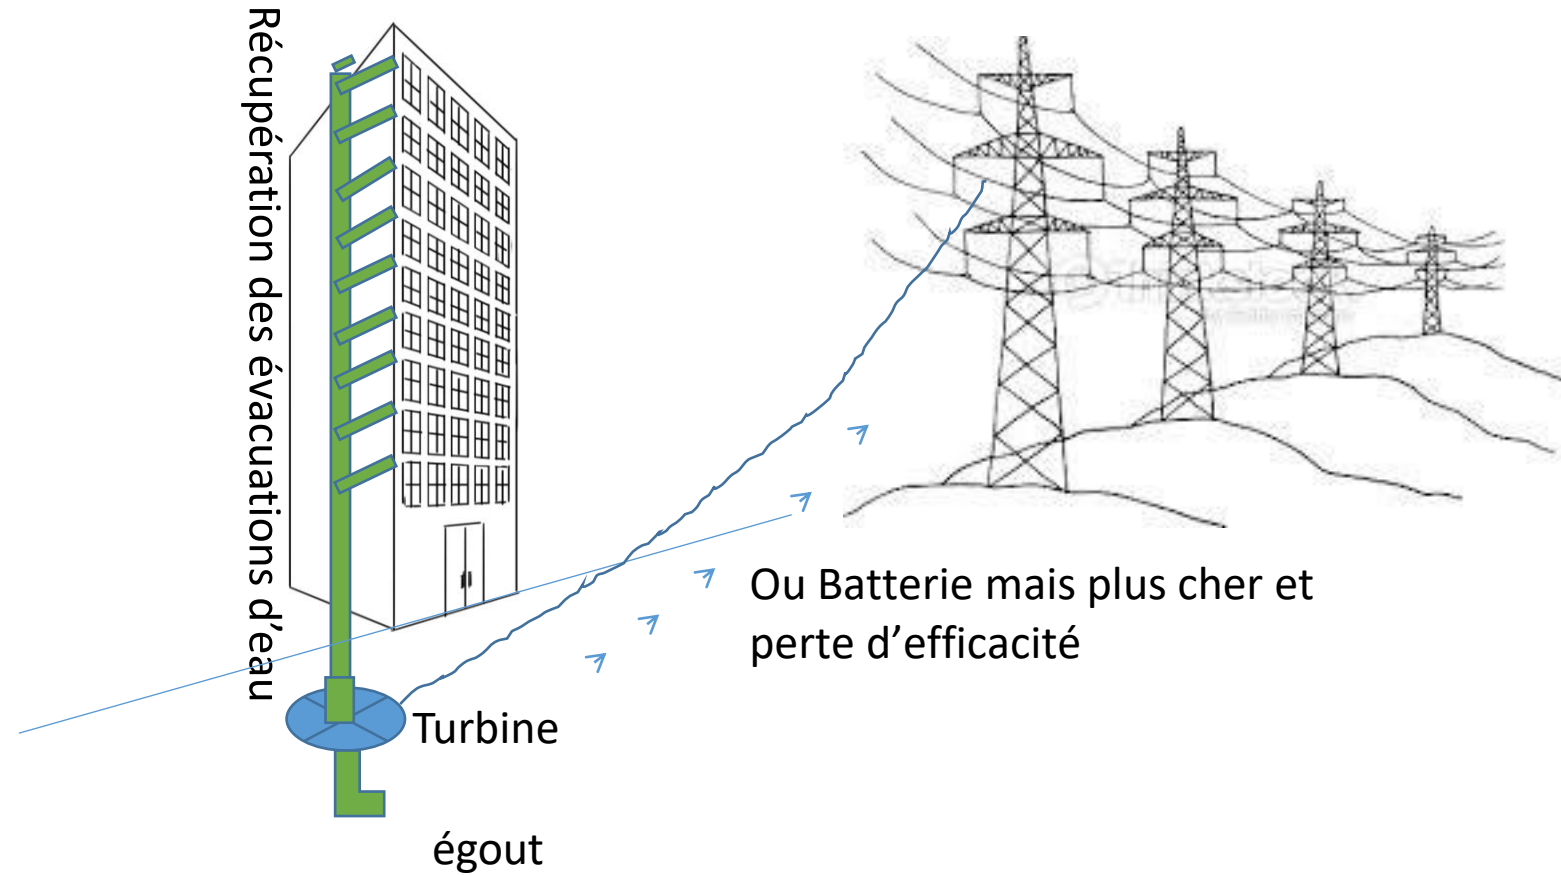 Récupération des évacuations d’eau
Ou Batterie mais plus cher et
perte d’efficacité
Turbine
égout